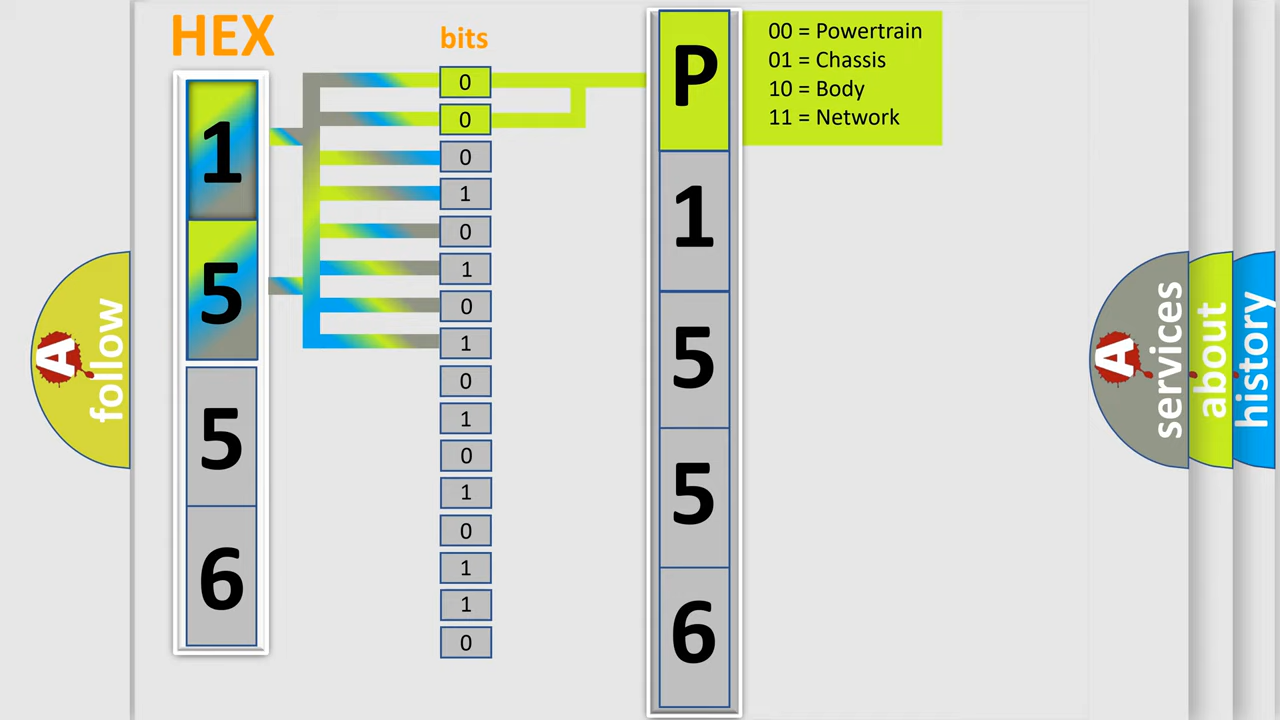 HEX
bits
1
5
5
6
0
0
0
1
0
1
0
1
0
1
0
1
0
1
1
0
P
1
5
5
6
00 = Powertrain
01 = Chassis
10 = Body
11 = Network
A follow
A services
about
history